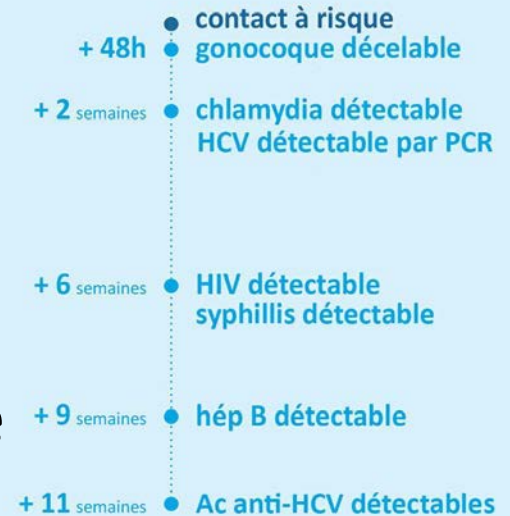 contact à risque
+ 48h gonocoque décelable
+ 2 semaines chlamydia détectable
HCV détectable par PCR
+ 6 semaines HIV détectable
syphillis détectable
+ 9 semaines hép B détectable
+ 11 semaines Ac anti-HCV détectables